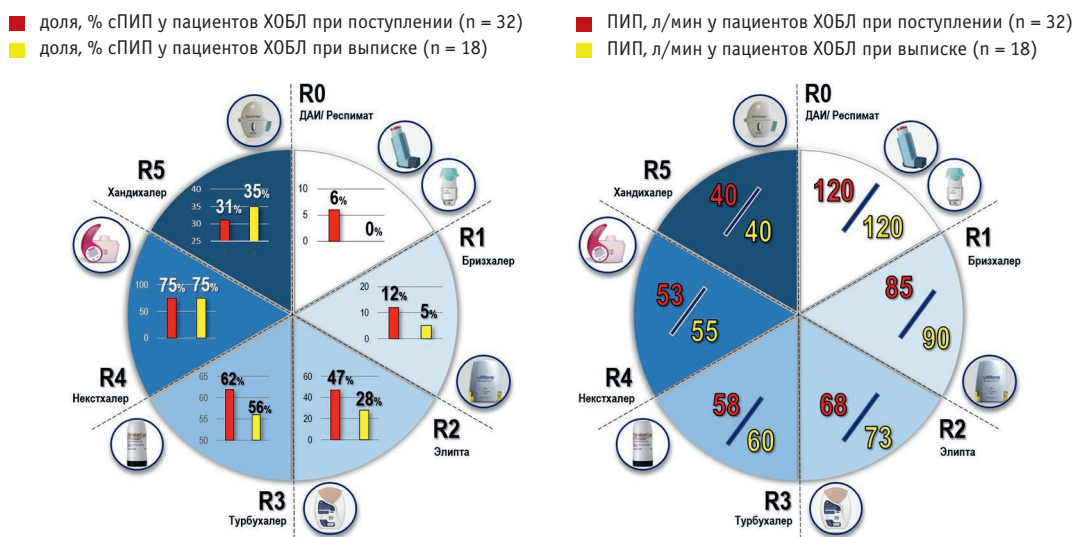 доля, % сПИП у пациентов ХОБЛ при поступлении (n = 32)
доля, % сПИП у пациентов ХОБЛ при выписке (n = 18)
R0
ДАИ/ Респимат
R5
Хандихалер
40
35
30
25
31%
35%
10
5
0
6%
0%
R1
Бризхалер
20
10
0
12%
5%
100
50
0
75%
75%
R4
Некстхалер
65
60
55
50
62%
56%
60
40
20
0
47%
28%
R2
Элипта
R3
Турбухалер
ПИП, л/мин у пациентов ХОБЛ при поступлении (n = 32)
ПИП, л/мин у пациентов ХОБЛ при выписке (n = 18)
R0
ДАИ/ Респимат
R5
Хандихалер
40
40
120
120
R1
Бризхалер
53
55
85
90
R4
Некстхалер
58
60
68
73
R2
Элипта
R3
Турбухалер